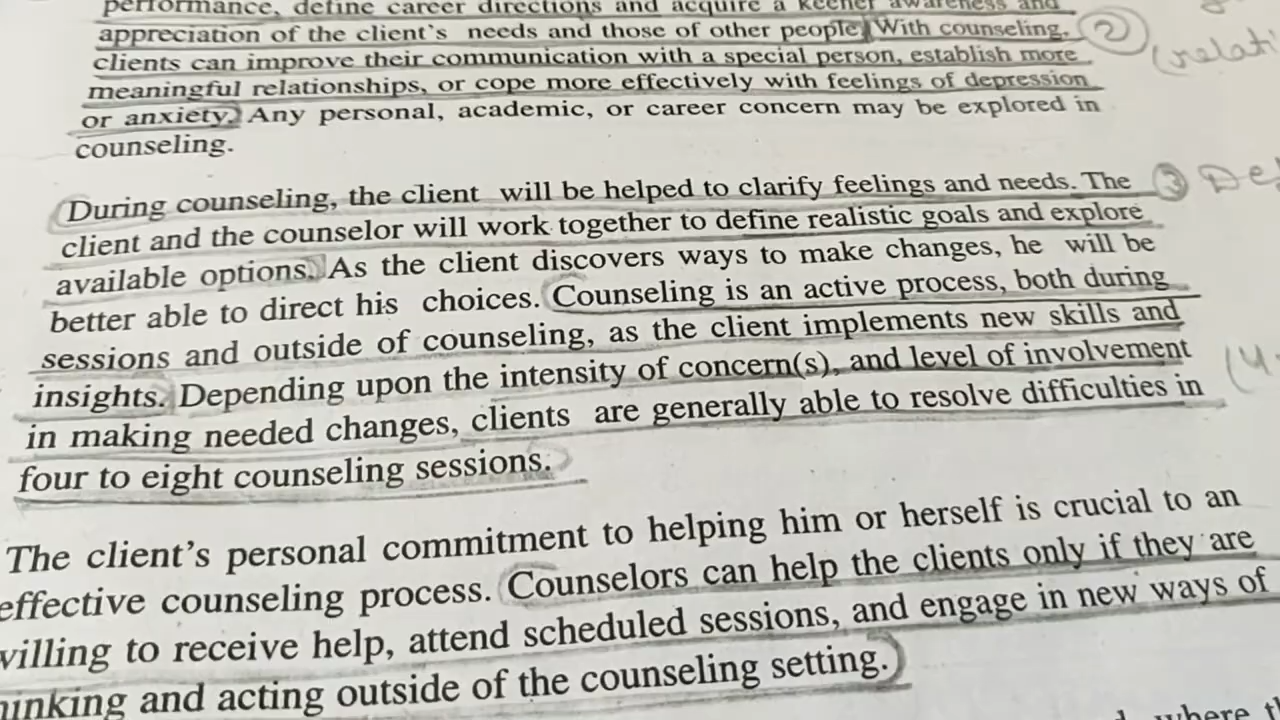 performance, define career directions and acquire a keener awareness and
appreciation of the client's needs and those of other people. With counseling, 2
clients can improve their communication with a special person, establish more
meaningful relationships, or cope more effectively with feelings of depression
or anxiety. Any personal, academic, or career concern may be explored in
counseling.
During counseling, the client will be helped to clarify feelings and needs. The 3
client and the counselor will work together to define realistic goals and explore
available options. As the client discovers ways to make changes, he will be
better able to direct his choices. Counseling is an active process, both during
sessions and outside of counseling, as the client implements new skills and
insights. Depending upon the intensity of concern(s), and level of involvement
in making needed changes, clients are generally able to resolve difficulties in
four to eight counseling sessions.
The client's personal commitment to helping him or herself is crucial to an
effective counseling process. Counselors can help the clients only if they are
willing to receive help, attend scheduled sessions, and engage in new ways of
inking and acting outside of the counseling setting.
where